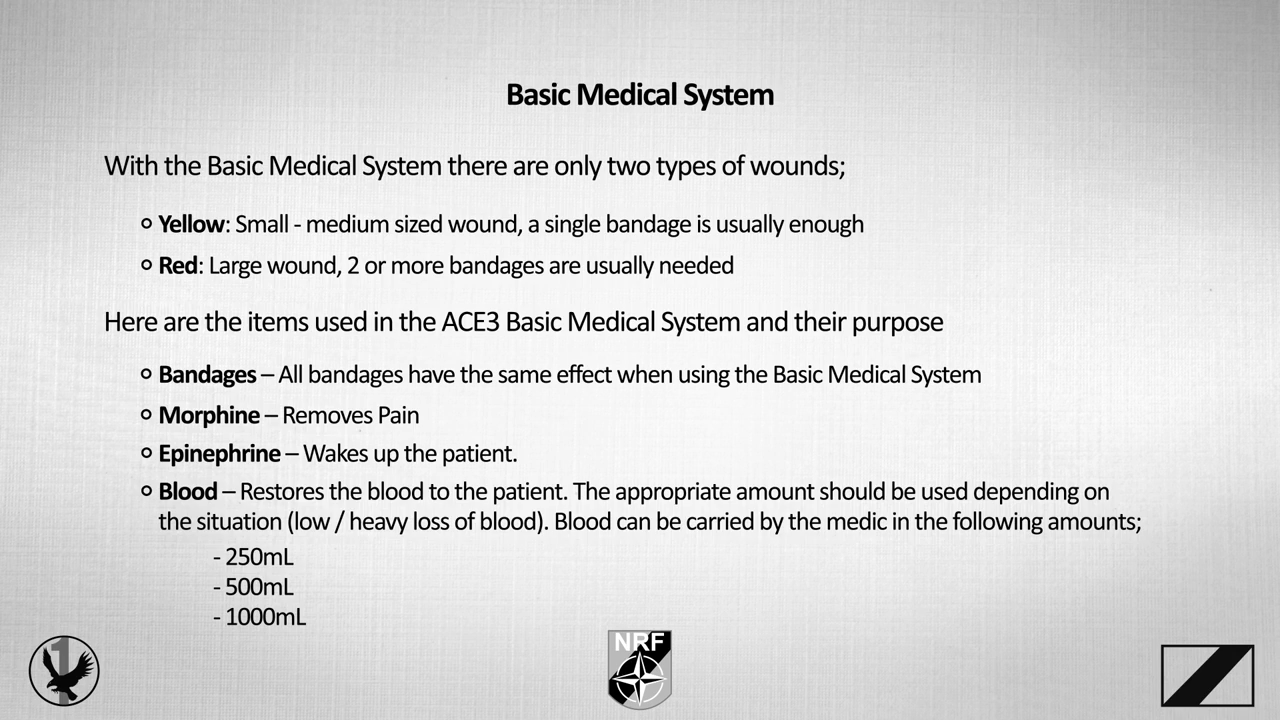 Basic Medical System
With the Basic Medical System there are only two types of wounds;
Yellow: Small - medium sized wound, a single bandage is usually enough
Red: Large wound, 2 or more bandages are usually needed
Here are the items used in the ACE3 Basic Medical System and their purpose
Bandages – All bandages have the same effect when using the Basic Medical System
Morphine – Removes Pain
Epinephrine – Wakes up the patient.
Blood – Restores the blood to the patient. The appropriate amount should be used depending on
the situation (low / heavy loss of blood). Blood can be carried by the medic in the following amounts;
- 250mL
- 500mL
- 1000mL
1
NRF